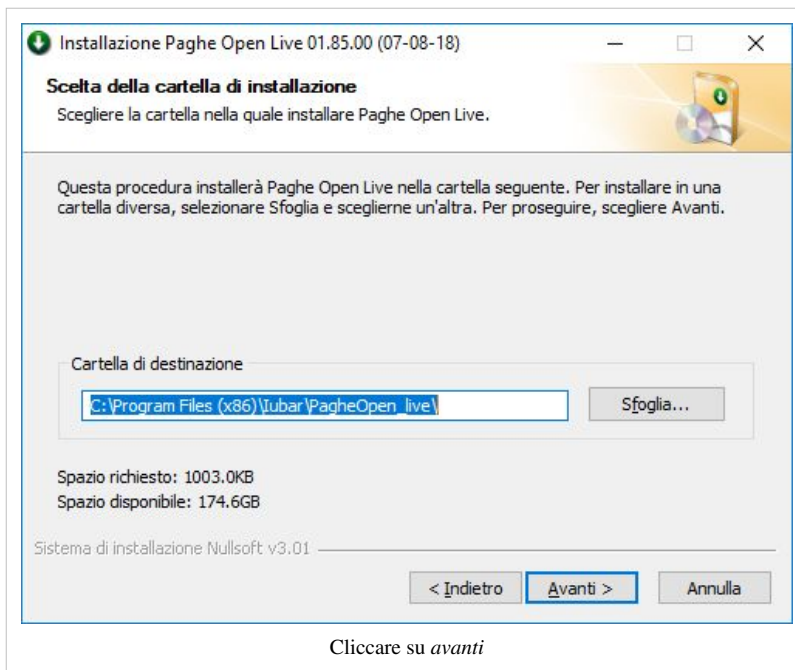 Installazione Paghe Open Live 01.85.00 (07-08-18)
Scelta della cartella di installazione
Scegliere la cartella nella quale installare Paghe Open Live.
Questa procedura installerà Paghe Open Live nella cartella seguente. Per installare in una
cartella diversa, selezionare Sfoglia e sceglierne un'altra. Per proseguire, scegliere Avanti.
Cartella di destinazione
C:\Program Files (x86)\Iubar\PagheOpen_live\
Sfoglia...
Spazio richiesto: 1003.0KB
Spazio disponibile: 174.6GB
Sistema di installazione Nullsoft v3.01
< Indietro
Avanti >
Annulla
Cliccare su avanti